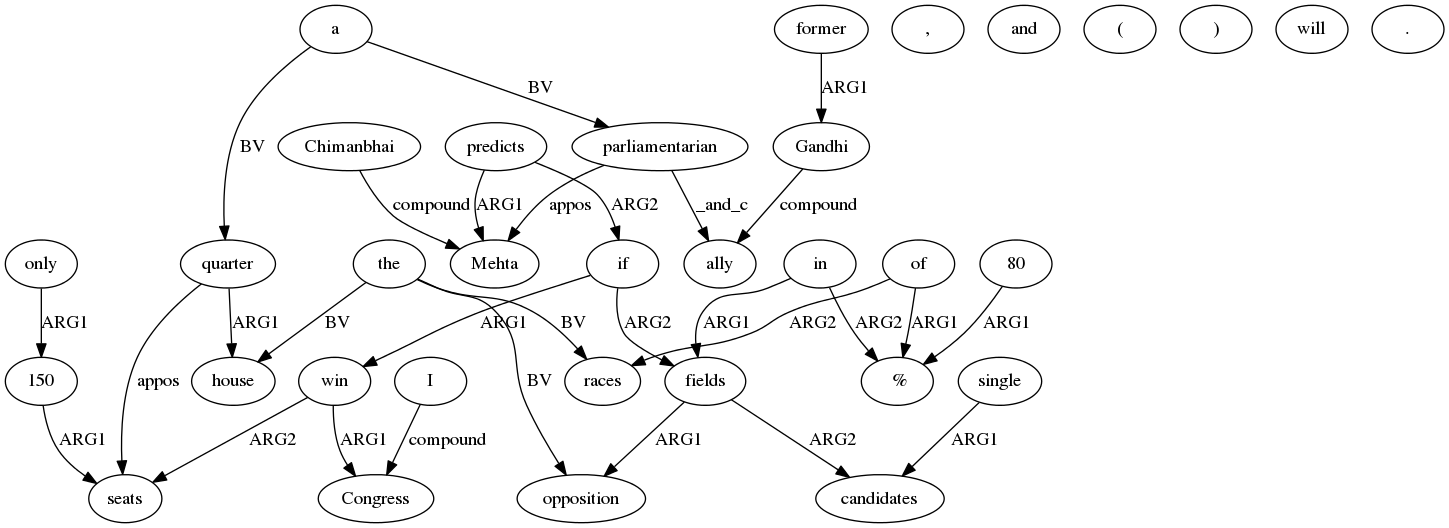 a former , and ( ) will .
ARG1
BV
Chimanbhai predicts parliamentarian Gandhi
BV
compound ARG1 appos ARG2 _and_c compound
only quarter the Mehta if ally in of 80
ARG1 ARG1 BV ARG1 BV ARG2 ARG1 ARG2 ARG1 ARG1
150 appos house win I races fields % single
BV
ARG1 ARG2 ARG1 compound ARG1 ARG2 ARG1
seats Congress opposition candidates